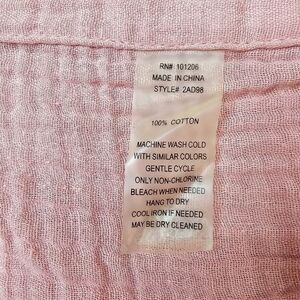 RN# 101206
MADE IN CHINA
STYLE# 2AD98
100% COTTON
MACHINE WASH COLD
WITH SIMILAR COLORS
GENTLE CYCLE
ONLY NON-CHLORINE
BLEACH WHEN NEEDED
HANG TO DRY
COOL IRON IF NEEDED
MAY BE DRY CLEANED